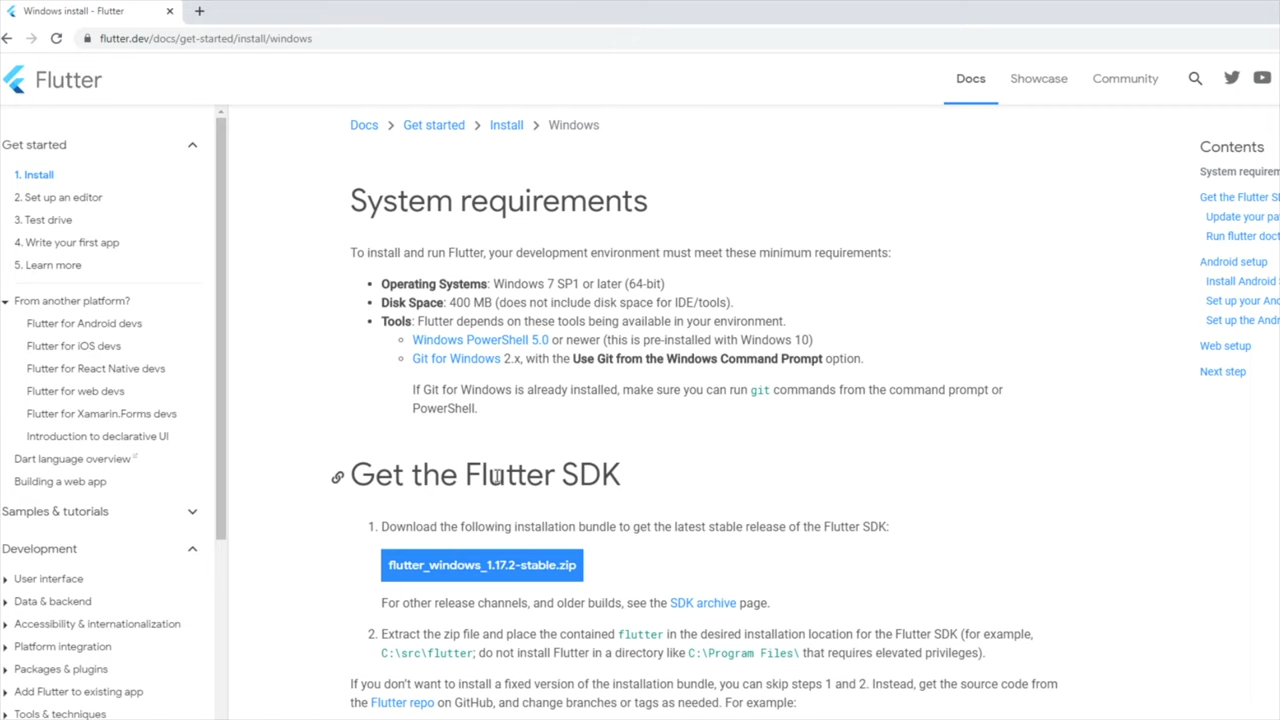 Windows install - Flutter
flutter.dev/docs/get-started/install/windows
Flutter
Docs
Showcase
Community
Get started
1. Install
2. Set up an editor
3. Test drive
4. Write your first app
5. Learn more
From another platform?
Flutter for Android devs
Flutter for iOS devs
Flutter for React Native devs
Flutter for web devs
Flutter for Xamarin.Forms devs
Introduction to declarative UI
Dart language overview
Building a web app
Samples & tutorials
Development
User interface
Data & backend
Accessibility & internationalization
Platform integration
Packages & plugins
Add Flutter to existing app
Tools & techniques
Docs > Get started > Install > Windows
System requirements
To install and run Flutter, your development environment must meet these minimum requirements:
• Operating Systems: Windows 7 SP1 or later (64-bit)
• Disk Space: 400 MB (does not include disk space for IDE/tools).
• Tools: Flutter depends on these tools being available in your environment.
◦ Windows PowerShell 5.0 or newer (this is pre-installed with Windows 10)
◦ Git for Windows 2.x, with the Use Git from the Windows Command Prompt option.
If Git for Windows is already installed, make sure you can run git commands from the command prompt or
PowerShell.
Get the Flutter SDK
1. Download the following installation bundle to get the latest stable release of the Flutter SDK:
flutter_windows_1.17.2-stable.zip
For other release channels, and older builds, see the SDK archive page.
2. Extract the zip file and place the contained flutter in the desired installation location for the Flutter SDK (for example,
C:\src\flutter; do not install Flutter in a directory like C:\Program Files\ that requires elevated privileges).
If you don't want to install a fixed version of the installation bundle, you can skip steps 1 and 2. Instead, get the source code from
the Flutter repo on GitHub, and change branches or tags as needed. For example:
Contents
System requirem
Get the Flutter SD
Update your pa
Run flutter doct
Android setup
Install Android S
Set up your And
Set up the Andr
Web setup
Next step